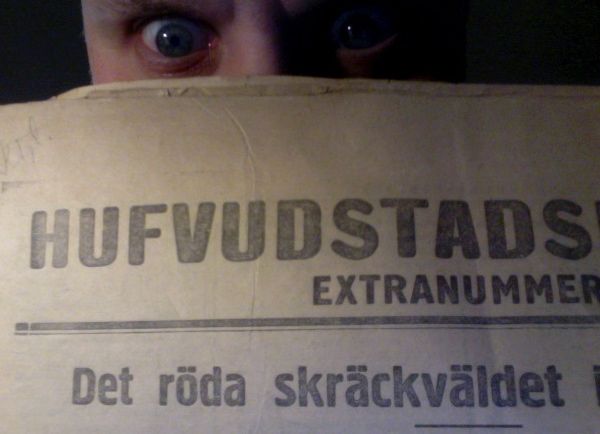 HUFVUDSTADS
EXTRANUMMER
Det röda skräckväldet i